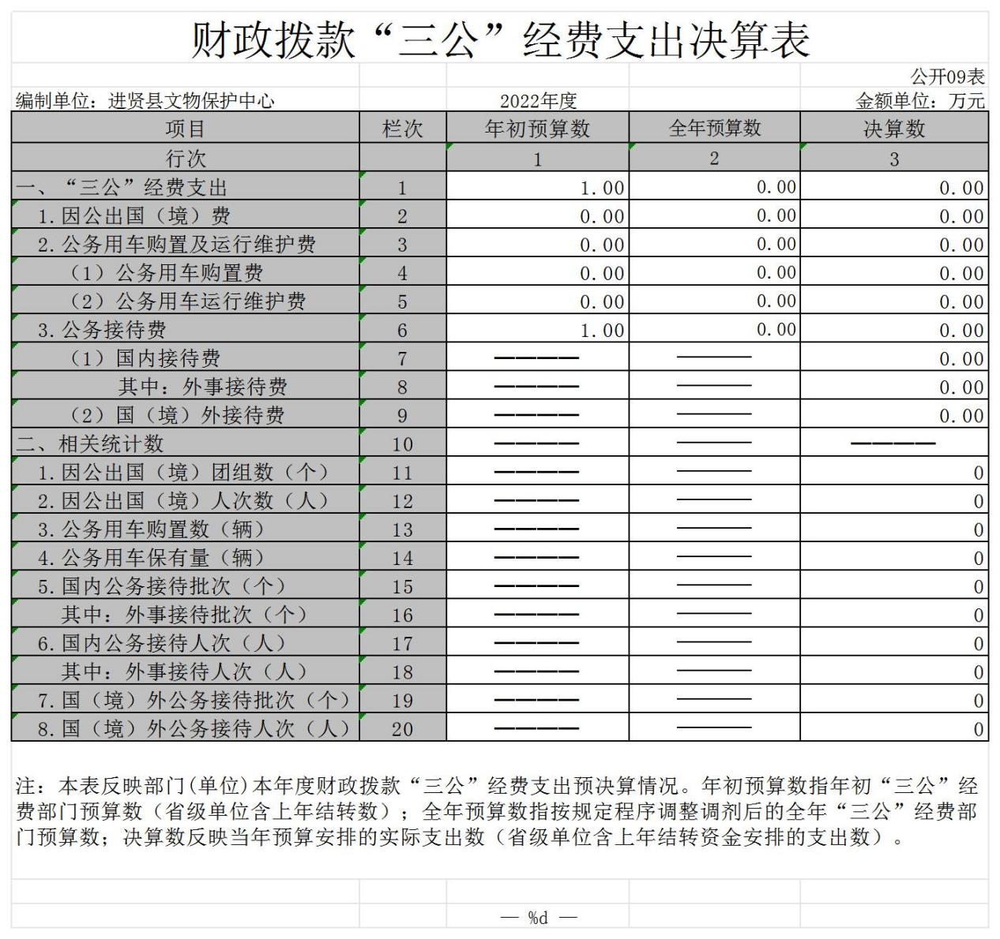 财政拨款“三公”经费支出决算表
公开09表
编制单位：进贤县文物保护中心 2022年度 金额单位：万元
项目 栏次 年初预算数 全年预算数 决算数
行次 1 2 3
一、“三公”经费支出 1 1.00 0.00 0.00
1.因公出国（境）费 2 0.00 0.00 0.00
2.公务用车购置及运行维护费 3 0.00 0.00 0.00
（1）公务用车购置费 4 0.00 0.00 0.00
（2）公务用车运行维护费 5 0.00 0.00 0.00
3.公务接待费 6 1.00 0.00 0.00
（1）国内接待费 7 ———— ———— 0.00
其中：外事接待费 8 ———— ———— 0.00
（2）国（境）外接待费 9 ———— ———— 0.00
二、相关统计数 10 ———— ———— ————
1.因公出国（境）团组数（个） 11 ———— ———— 0
2.因公出国（境）人次数（人） 12 ———— ———— 0
3.公务用车购置数（辆） 13 ———— ———— 0
4.公务用车保有量（辆） 14 ———— ———— 0
5.国内公务接待批次（个） 15 ———— ———— 0
其中：外事接待批次（个） 16 ———— ———— 0
6.国内公务接待人次（人） 17 ———— ———— 0
其中：外事接待人次（人） 18 ———— ———— 0
7.国（境）外公务接待批次（个） 19 ———— ———— 0
8.国（境）外公务接待人次（人） 20 ———— ———— 0
注：本表反映部门(单位)本年度财政拨款“三公”经费支出预决算情况。年初预算数指年初“三公”经
费部门预算数（省级单位含上年结转数）；全年预算数指按规定程序调整调剂后的全年“三公”经费部
门预算数；决算数反映当年预算安排的实际支出数（省级单位含上年结转资金安排的支出数）。
— %d —